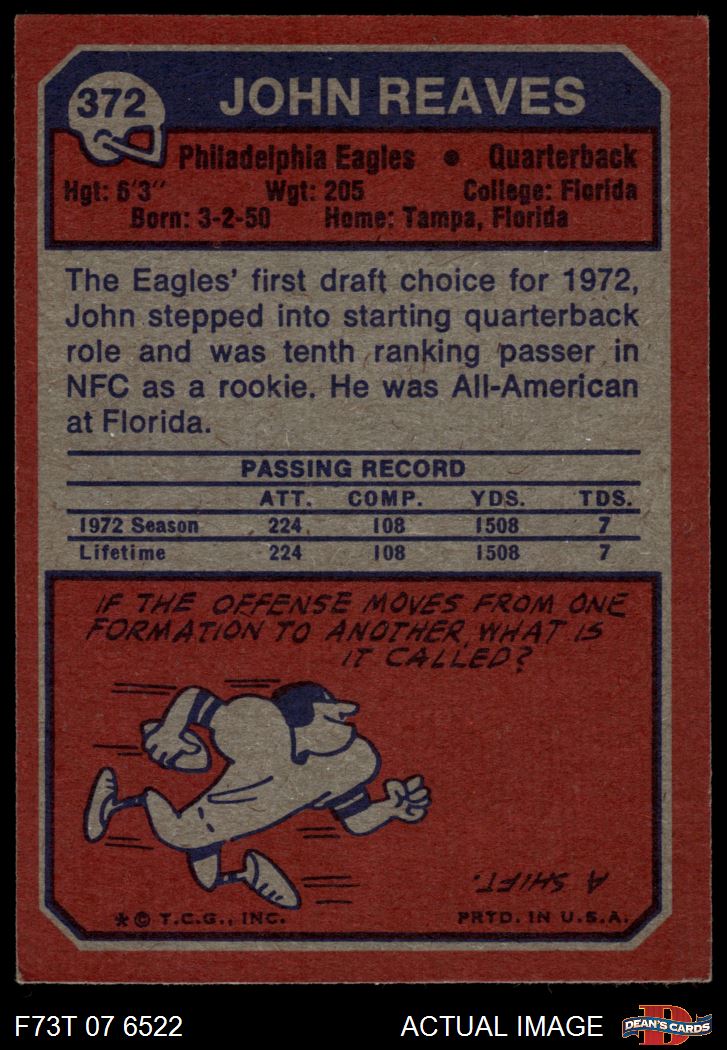 372
JOHN REAVES
Philadelphia Eagles • Quarterback
Hgt: 6'3" Wgt: 205 College: Florida
Born: 3-2-50 Home: Tampa, Florida
The Eagles' first draft choice for 1972,
John stepped into starting quarterback
role and was tenth ranking passer in
NFC as a rookie. He was All-American
at Florida.
PASSING RECORD
ATT. COMP. YDS. TDS.
1972 Season 224 108 1508 7
Lifetime 224 108 1508 7
IF THE OFFENSE MOVES FROM ONE
FORMATION TO ANOTHER, WHAT IS
IT CALLED?
A SHIFT.
* © T.C.G., INC. PRTD. IN U.S.A.
F73T 07 6522 ACTUAL IMAGE
D
DEAN'S CARDS